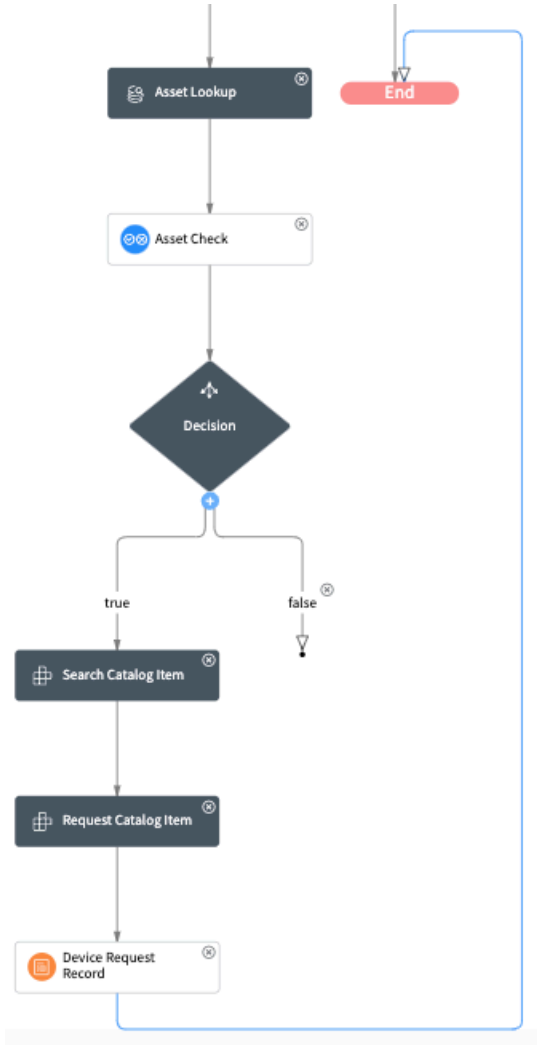 Asset Lookup
End
Asset Check
Decision
true
false
Search Catalog Item
Request Catalog Item
Device Request
Record